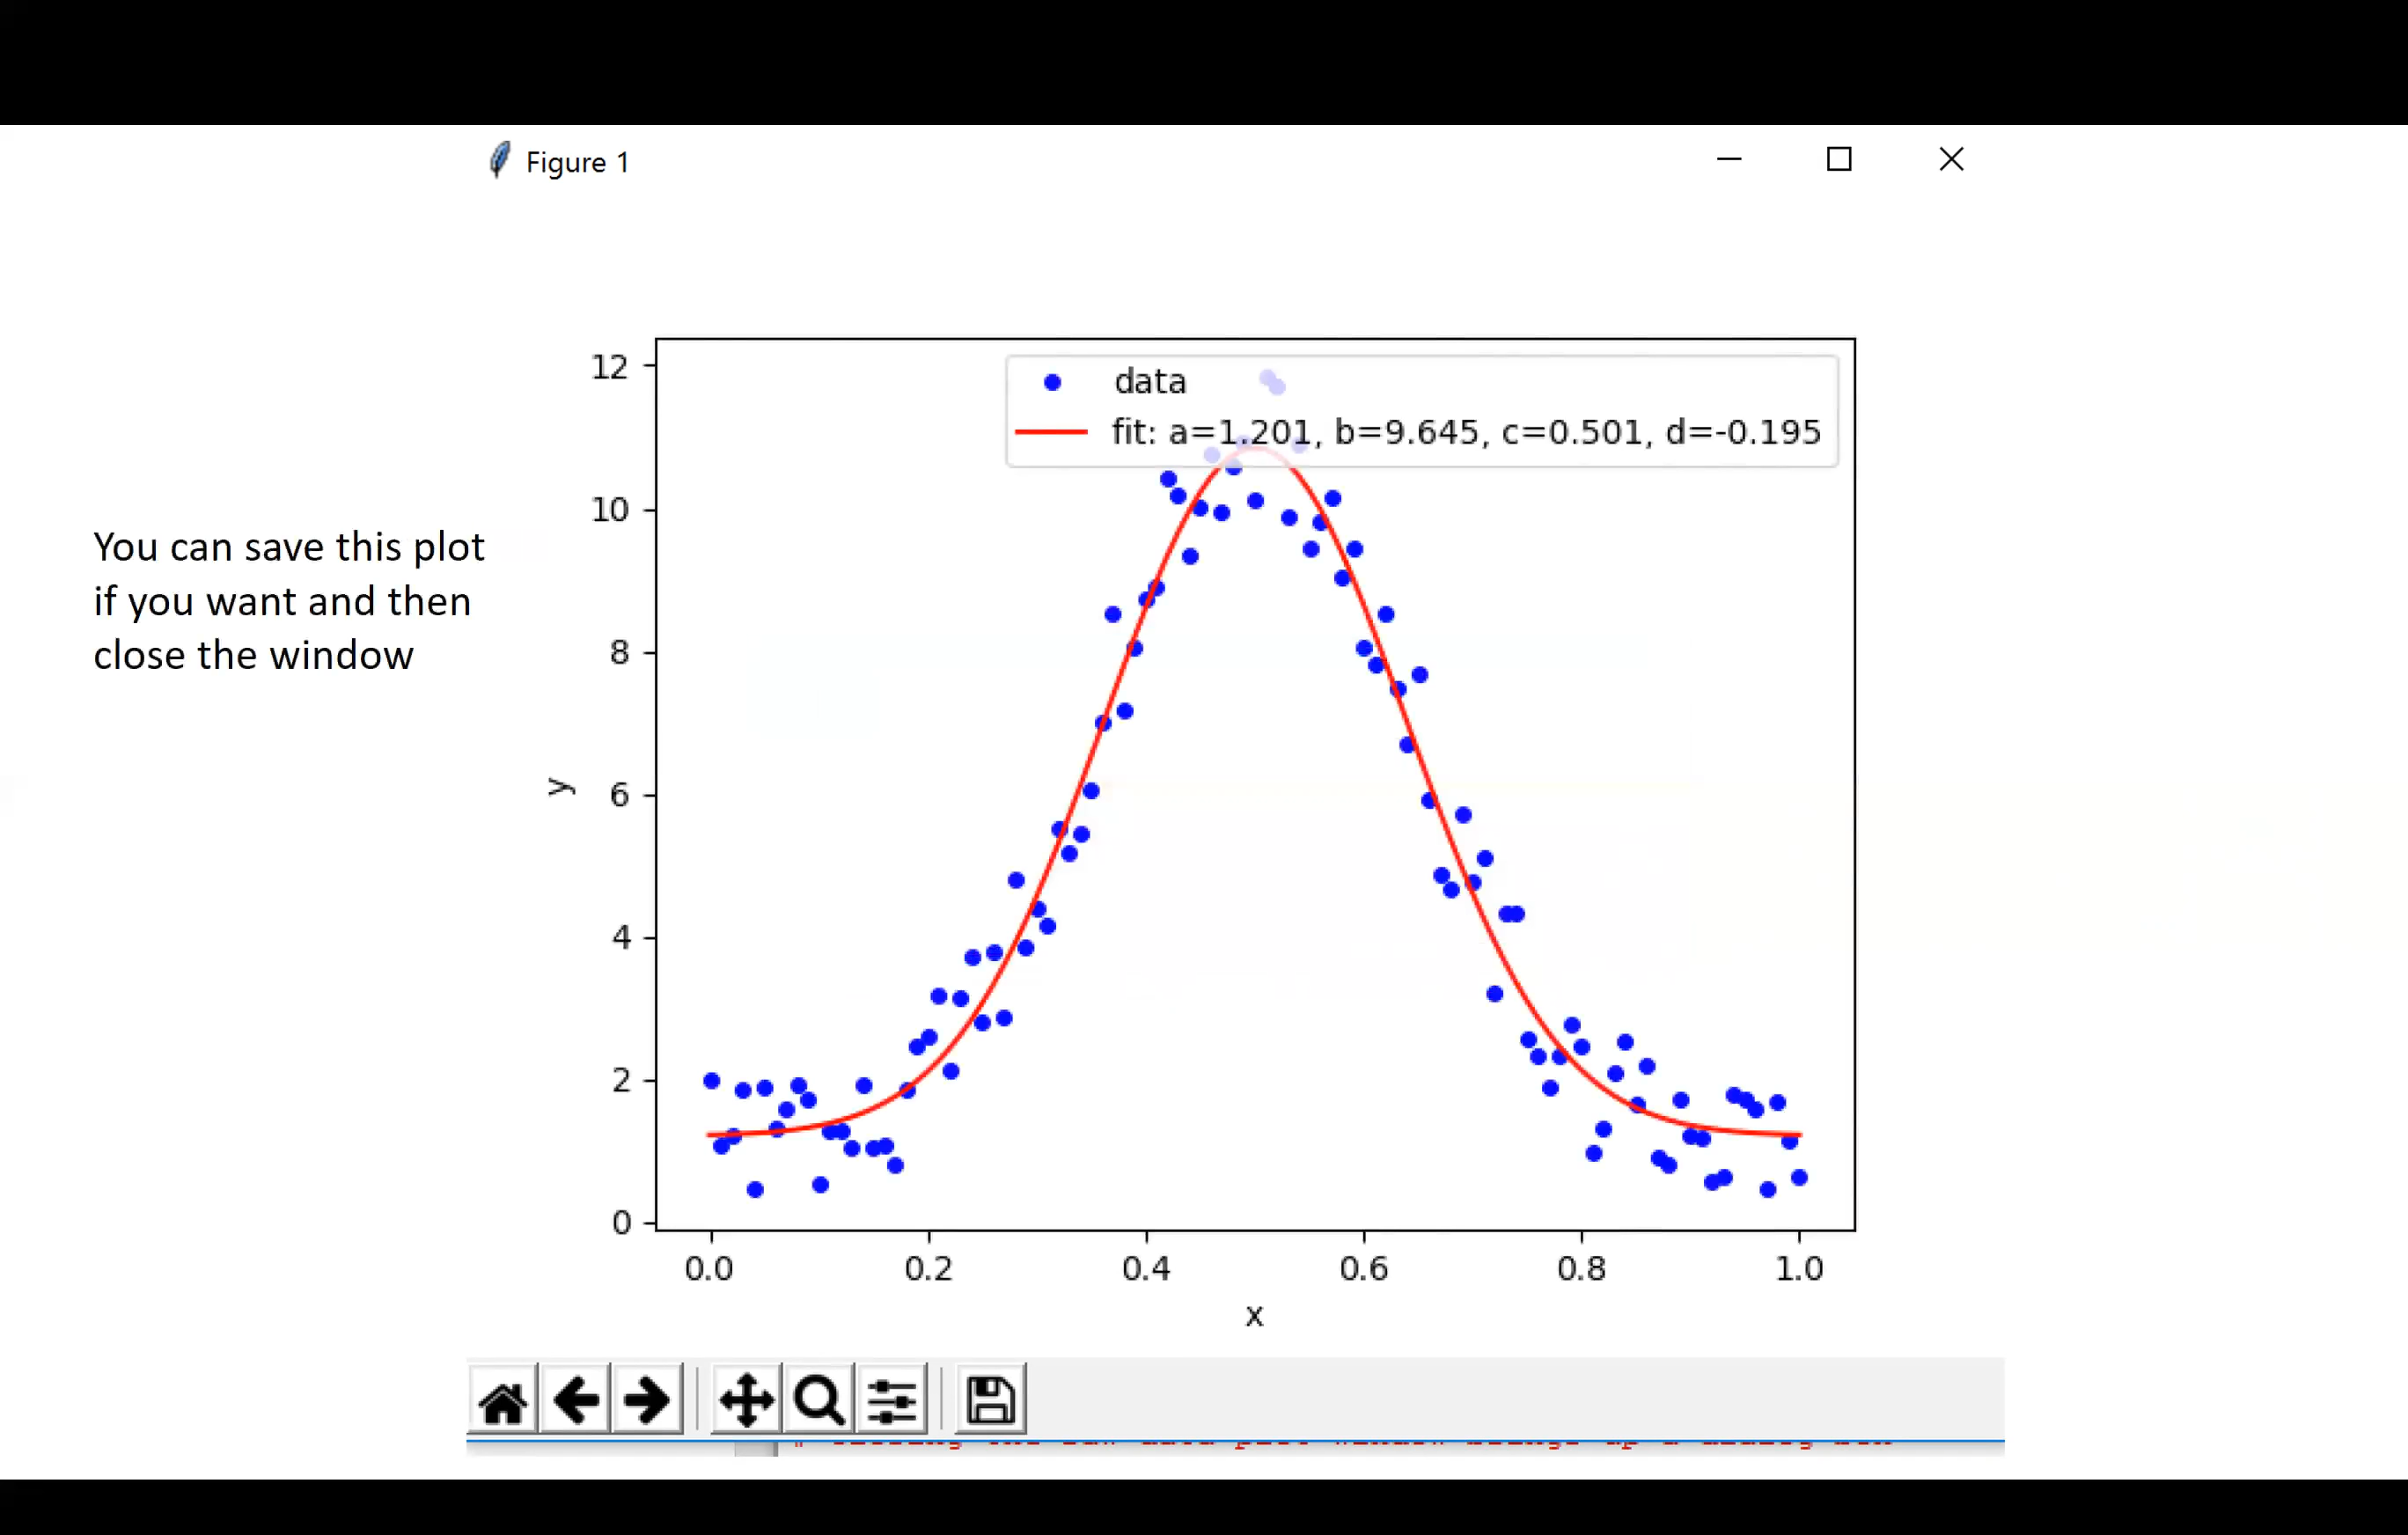 Figure 1
You can save this plot
if you want and then
close the window
data
fit: a=1.201, b=9.645, c=0.501, d=-0.195
12
10
8
6
4
2
0
y
0.0 0.2 0.4 0.6 0.8 1.0
x